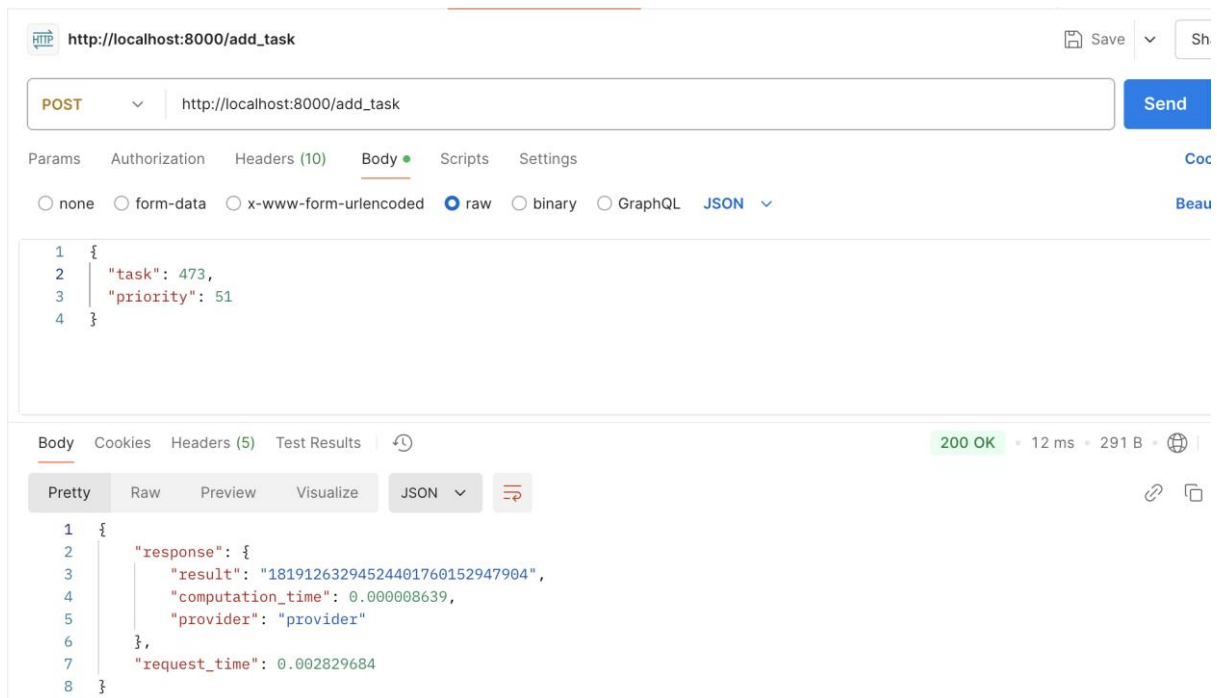 HTTP http://localhost:8000/add_task Save
POST http://localhost:8000/add_task Send
Params Authorization Headers (10) Body Scripts Settings
none form-data x-www-form-urlencoded raw binary GraphQL JSON
1 {
2 "task": 473,
3 "priority": 51
4 }
Body Cookies Headers (5) Test Results 200 OK 12 ms 291 B
Pretty Raw Preview Visualize JSON
1 {
2 "response": {
3 "result": "181912632945244401760152947904",
4 "computation_time": 0.000008639,
5 "provider": "provider"
6 },
7 "request_time": 0.002829684
8 }